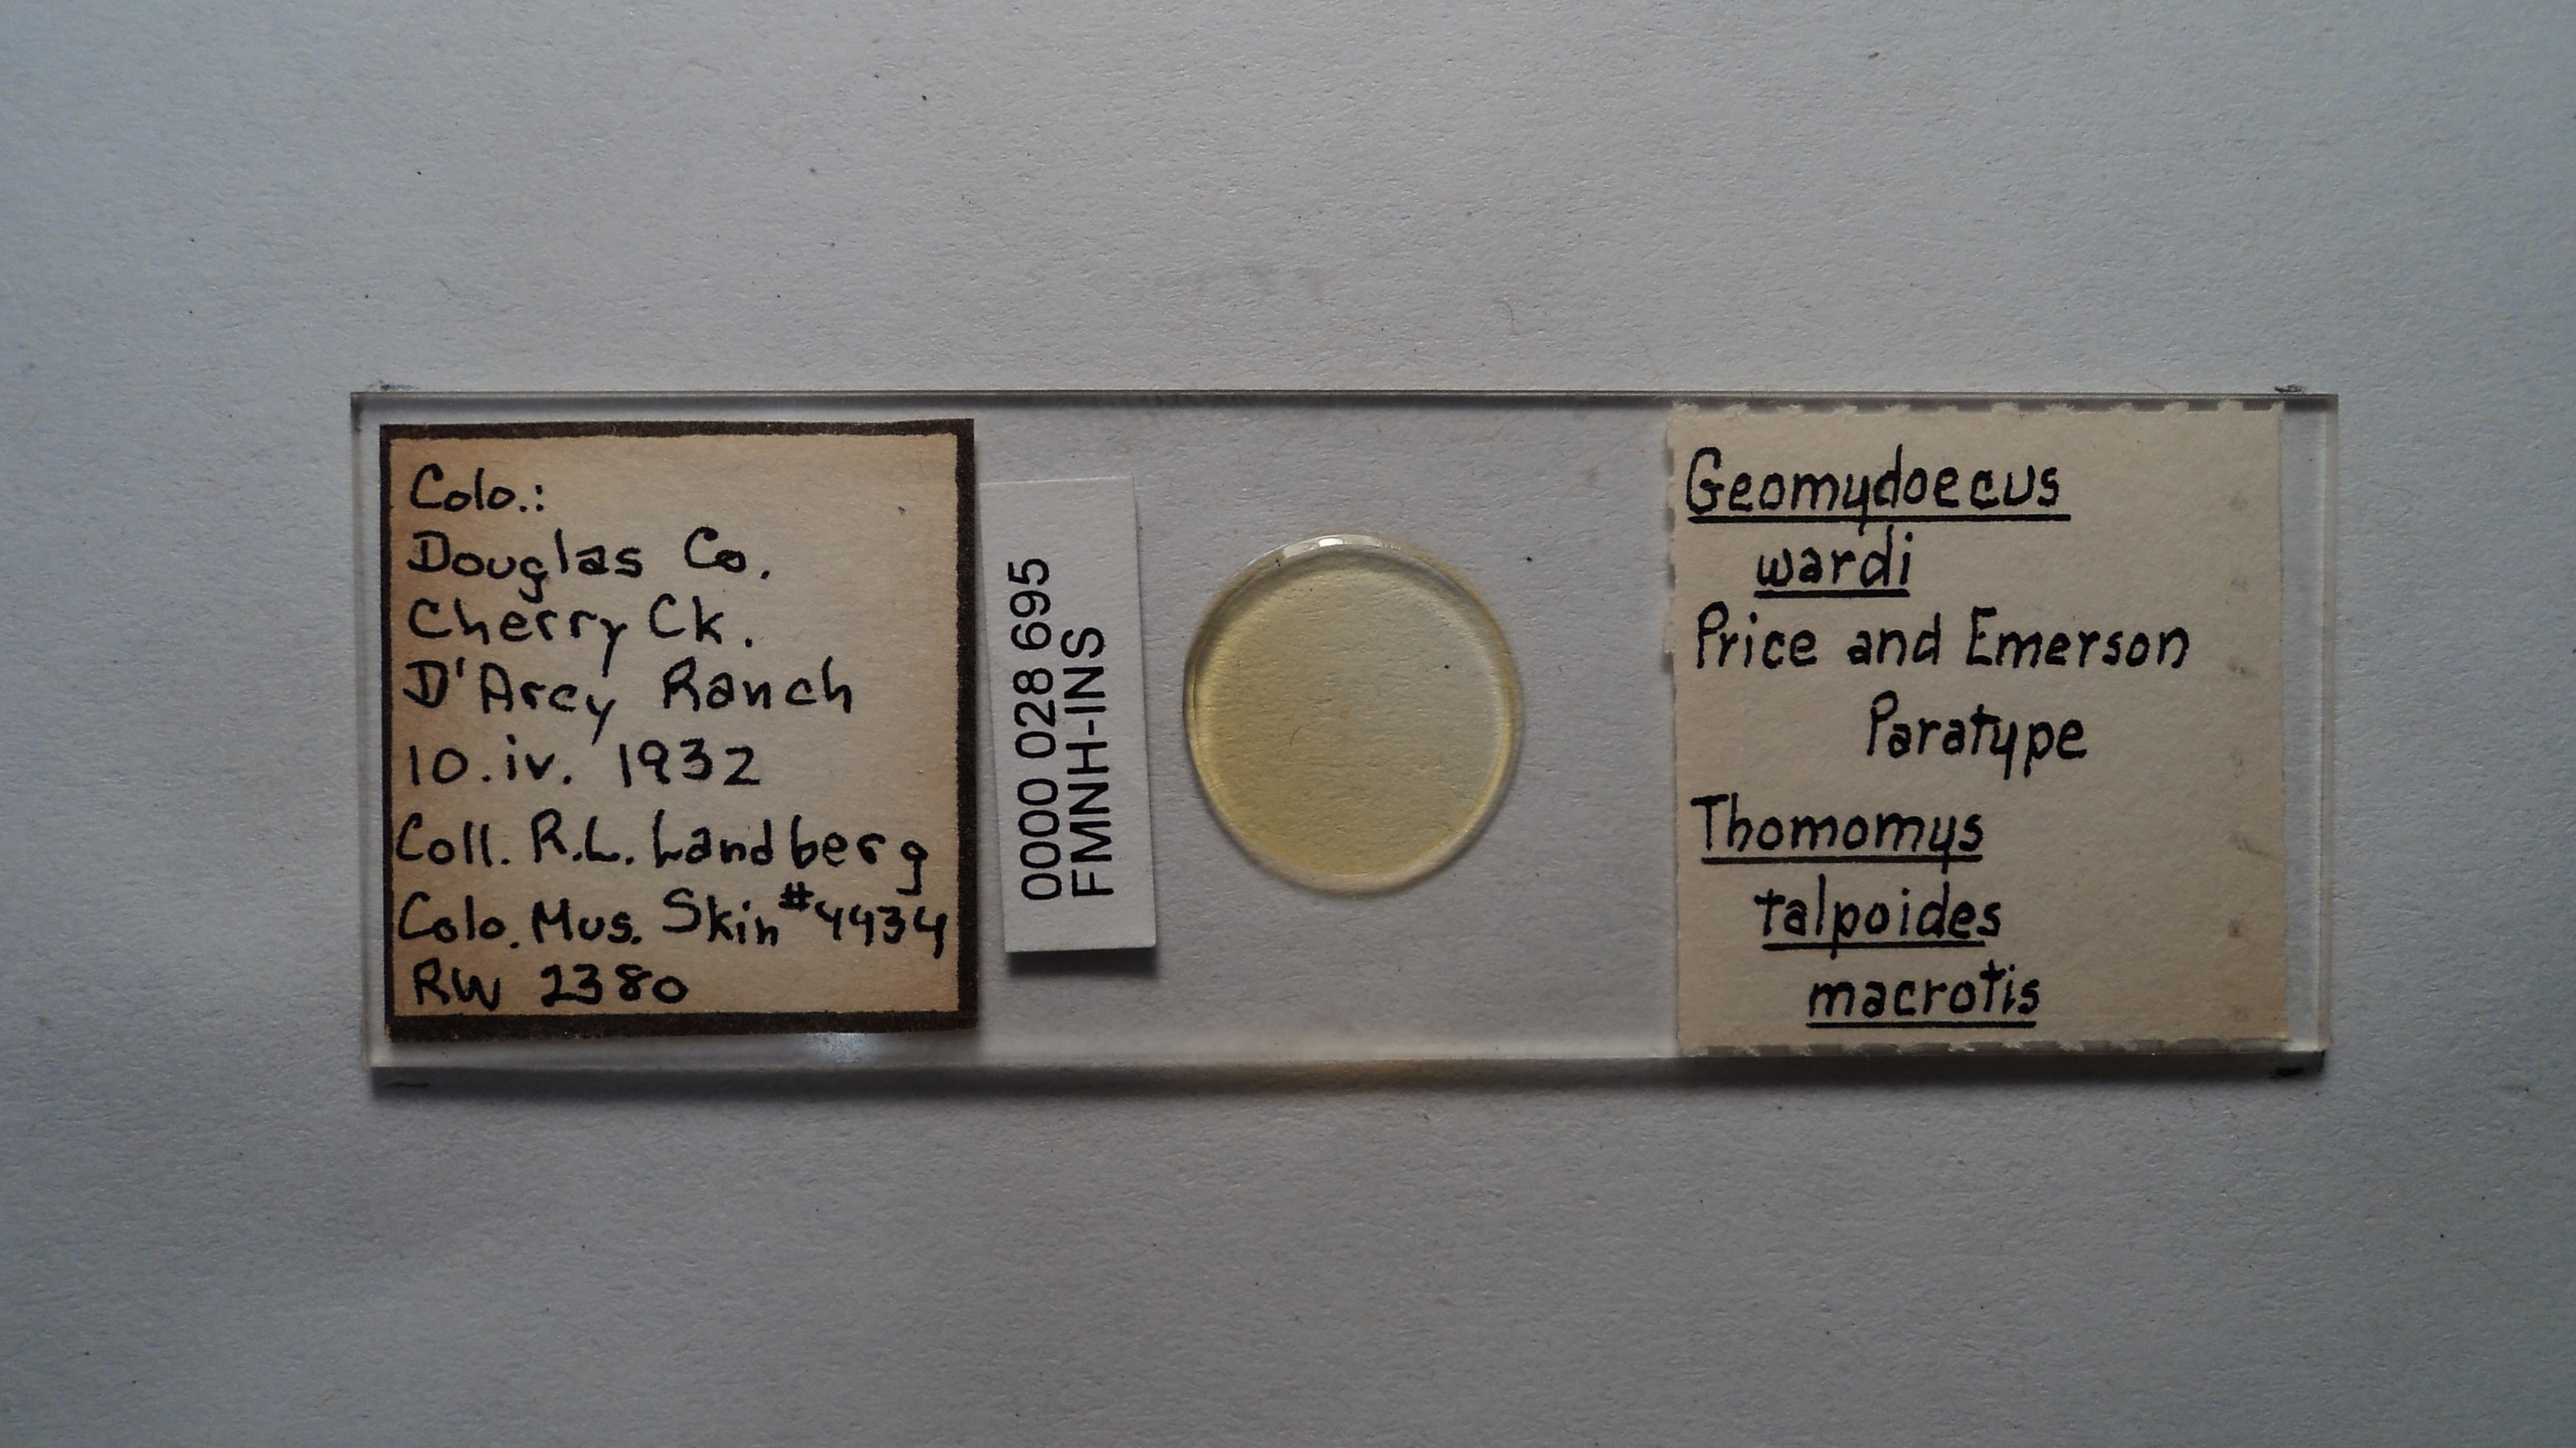 Colo.:
Douglas Co.
Cherry Ck.
D'Arcy Ranch
10.iv. 1932
Coll. R.L. Landberg
Colo. Mus. Skin #4434
RW 2380
0000 028 695
FMNH-INS
Geomydoecus
wardi
Price and Emerson
Paratype
Thomomys
talpoides
macrotis